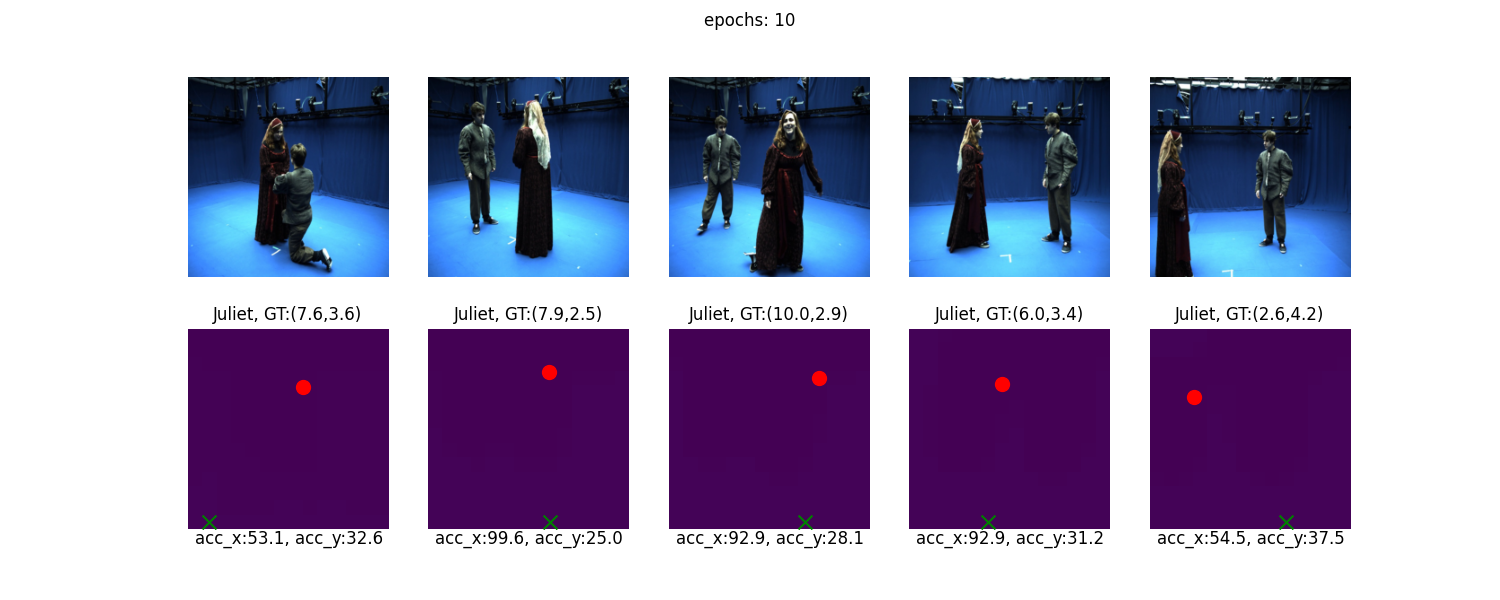 epochs: 10
Juliet, GT:(7.6,3.6)
Juliet, GT:(7.9,2.5)
Juliet, GT:(10.0,2.9)
Juliet, GT:(6.0,3.4)
Juliet, GT:(2.6,4.2)
acc_x:53.1, acc_y:32.6
acc_x:99.6, acc_y:25.0
acc_x:92.9, acc_y:28.1
acc_x:92.9, acc_y:31.2
acc_x:54.5, acc_y:37.5